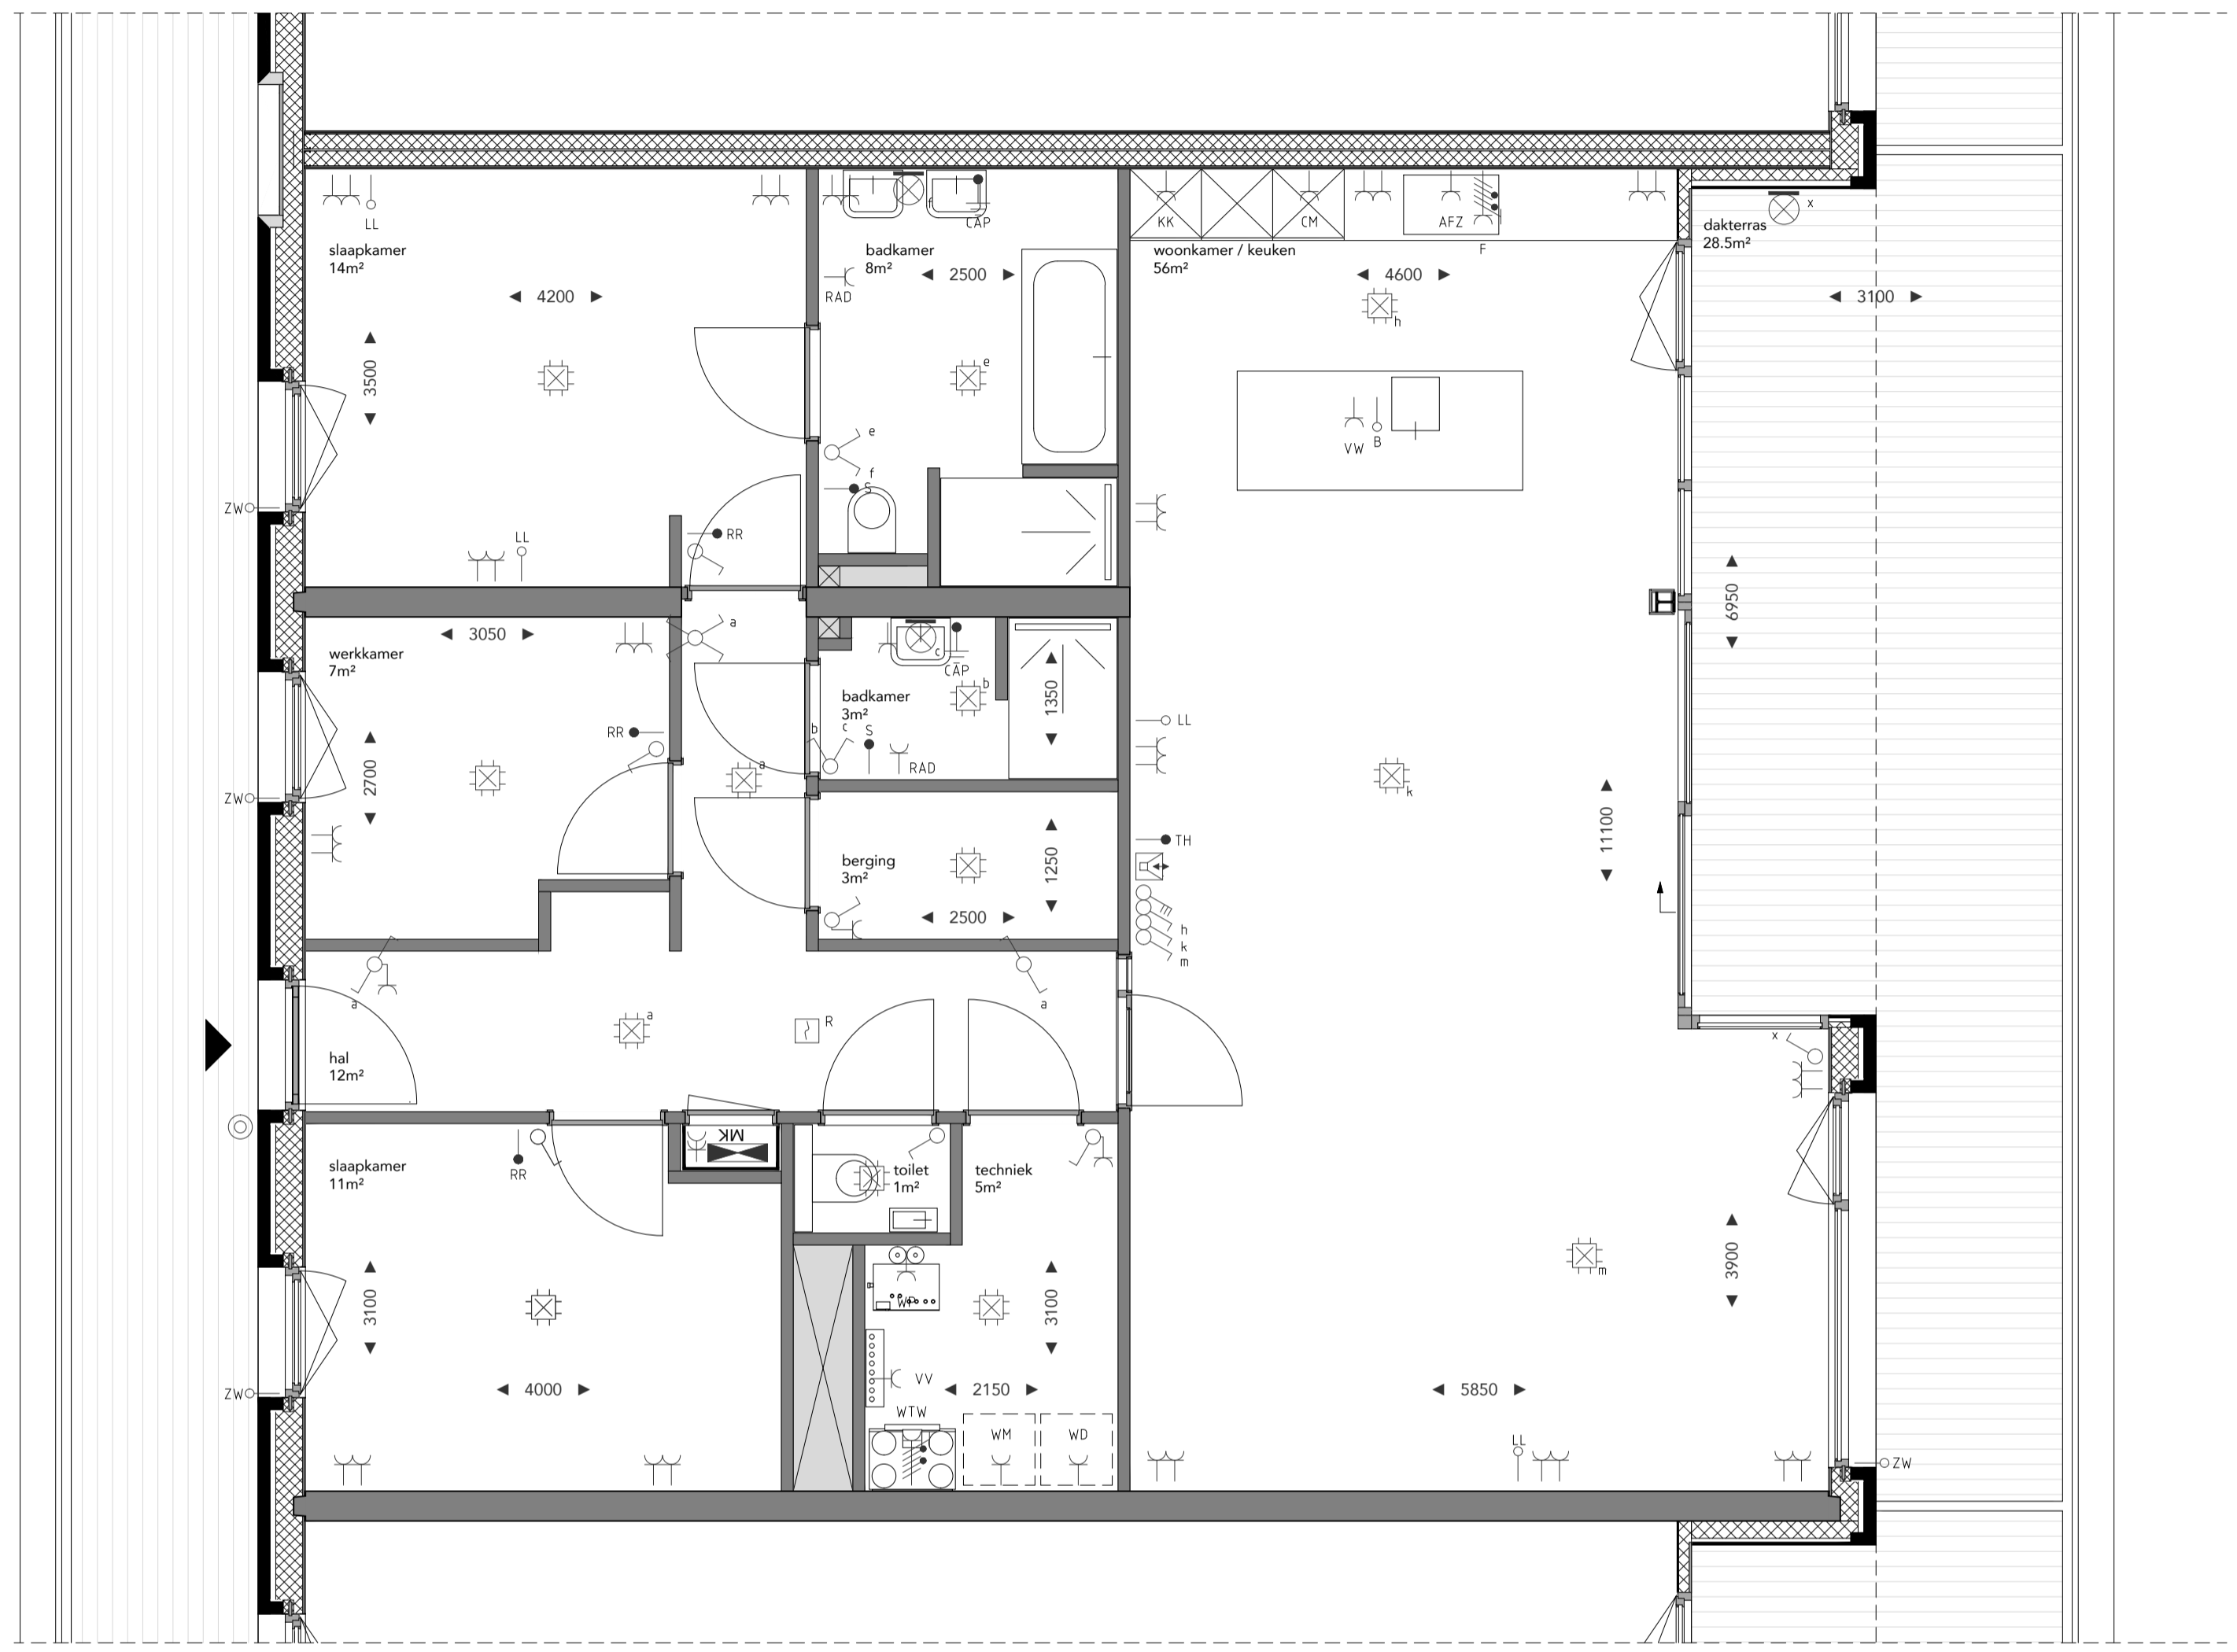 LL
slaapkamer
14m²
4200
3500
ZW
LL
RR
f
CAP
badkamer
8m²
2500
RAD
e
e
f
S
KK
CM
AFZ
F
woonkamer / keuken
56m²
4600
h
VW
B
x
dakterras
28.5m²
3100
6950
3050
werkkamer
7m²
2700
ZW
RR
a
a
c
CAP
b
badkamer
3m²
1350
b
c
S
RAD
LL
k
TH
11100
berging
3m²
1250
2500
h
k
m
a
a
a
R
hal
12m²
x
MK
RR
slaapkamer
11m²
3100
4000
ZW
toilet
1m²
techniek
5m²
WP
3100
VV
2150
WTW
WM
WD
m
3900
5850
LL
ZW